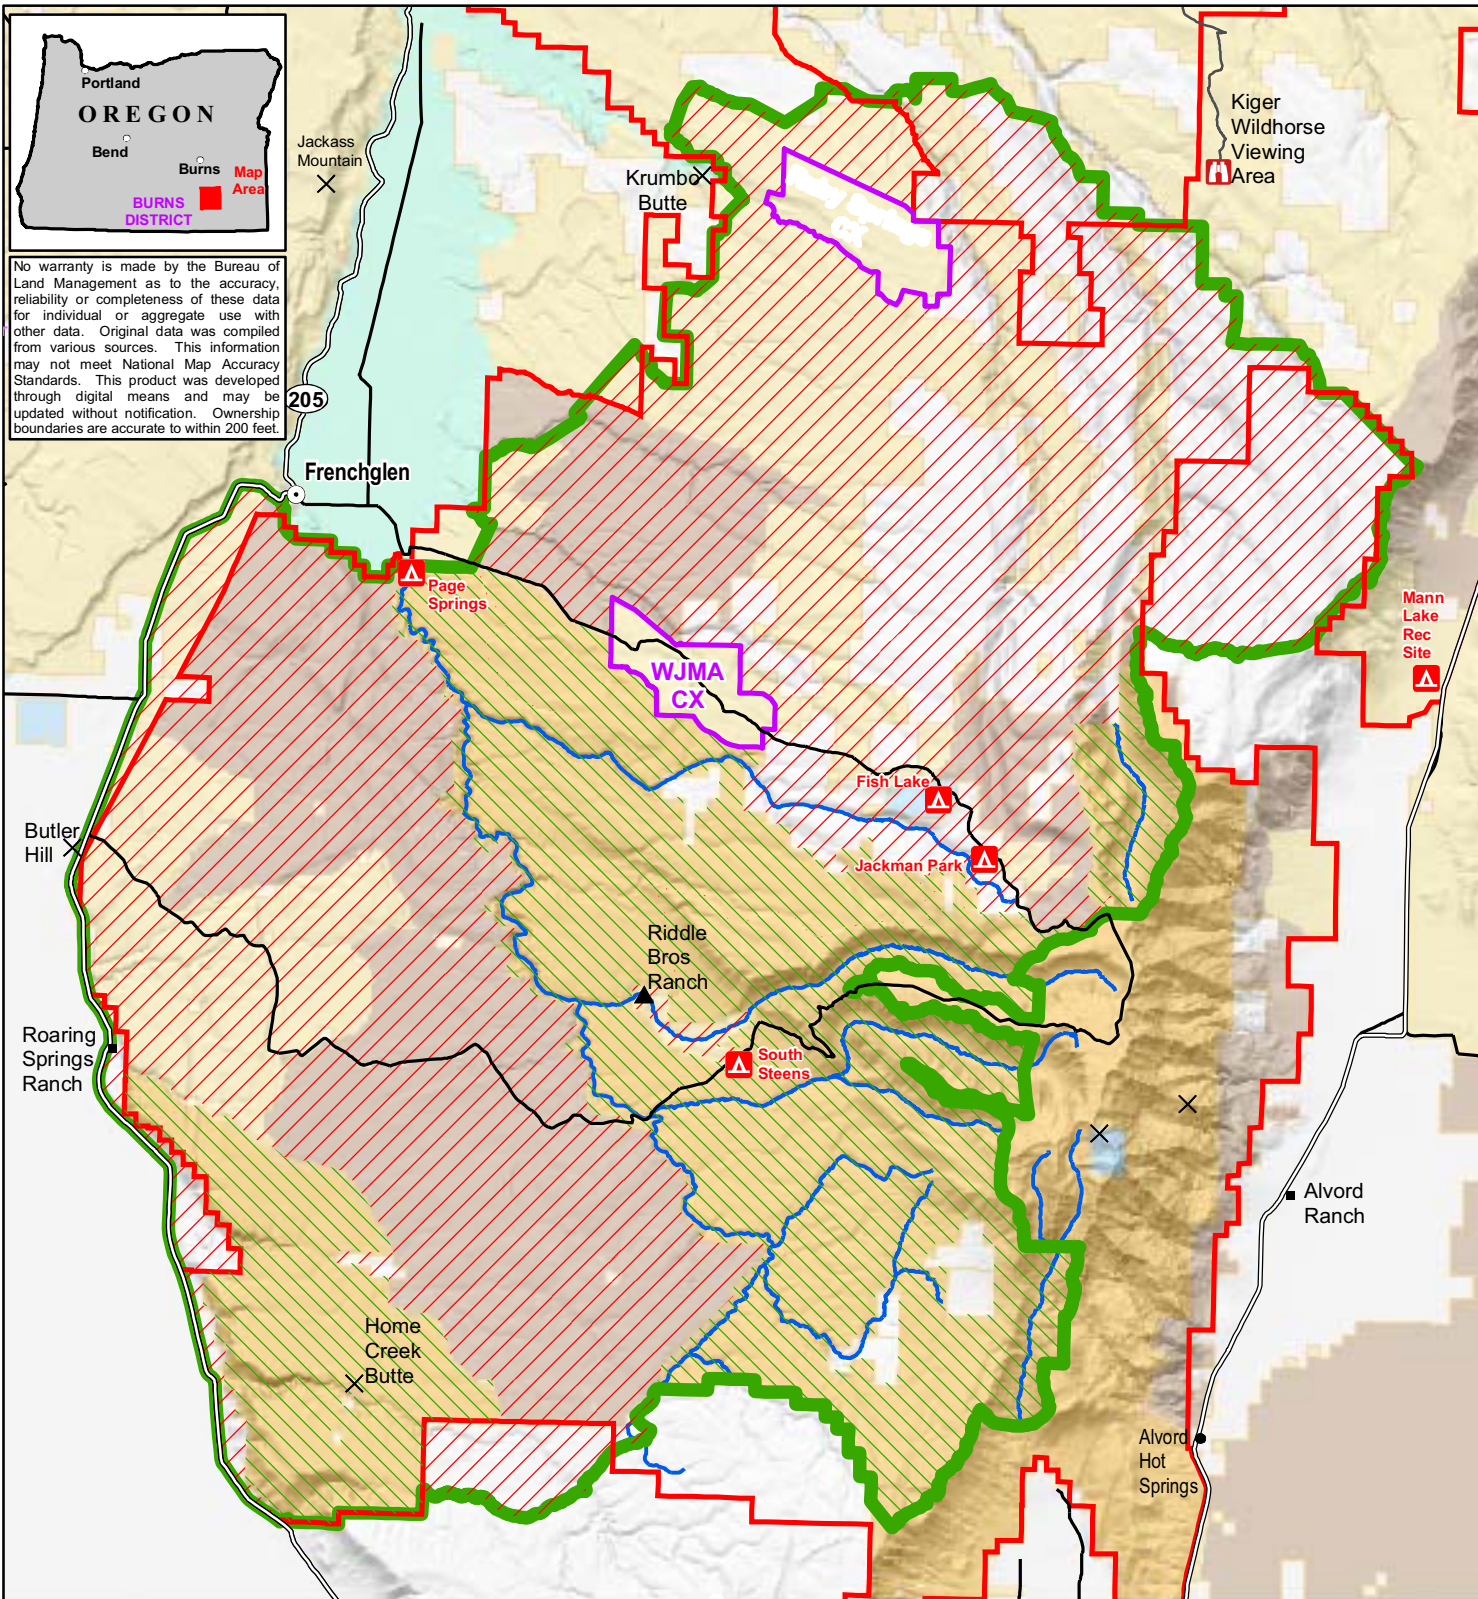 Portland
OREGON
Bend
Burns
Map
Area
BURNS
DISTRICT
No warranty is made by the Bureau of
Land Management as to the accuracy,
reliability or completeness of these data
for individual or aggregate use with
other data. Original data was compiled
from various sources. This information
may not meet National Map Accuracy
Standards. This product was developed
through digital means and may be
updated without notification. Ownership
boundaries are accurate to within 200 feet.
Jackass
Mountain
Krumbo
Butte
Kiger
Wildhorse
Viewing
Area
CX
205
Frenchglen
Page
Springs
Mann
Lake
Rec
Site
WJMA
CX
Fish Lake
Jackman Park
Butler
Hill
Riddle
Bros
Ranch
Roaring
Springs
Ranch
South
Steens
Alvord
Ranch
Home
Creek
Butte
Alvord
Hot
Springs